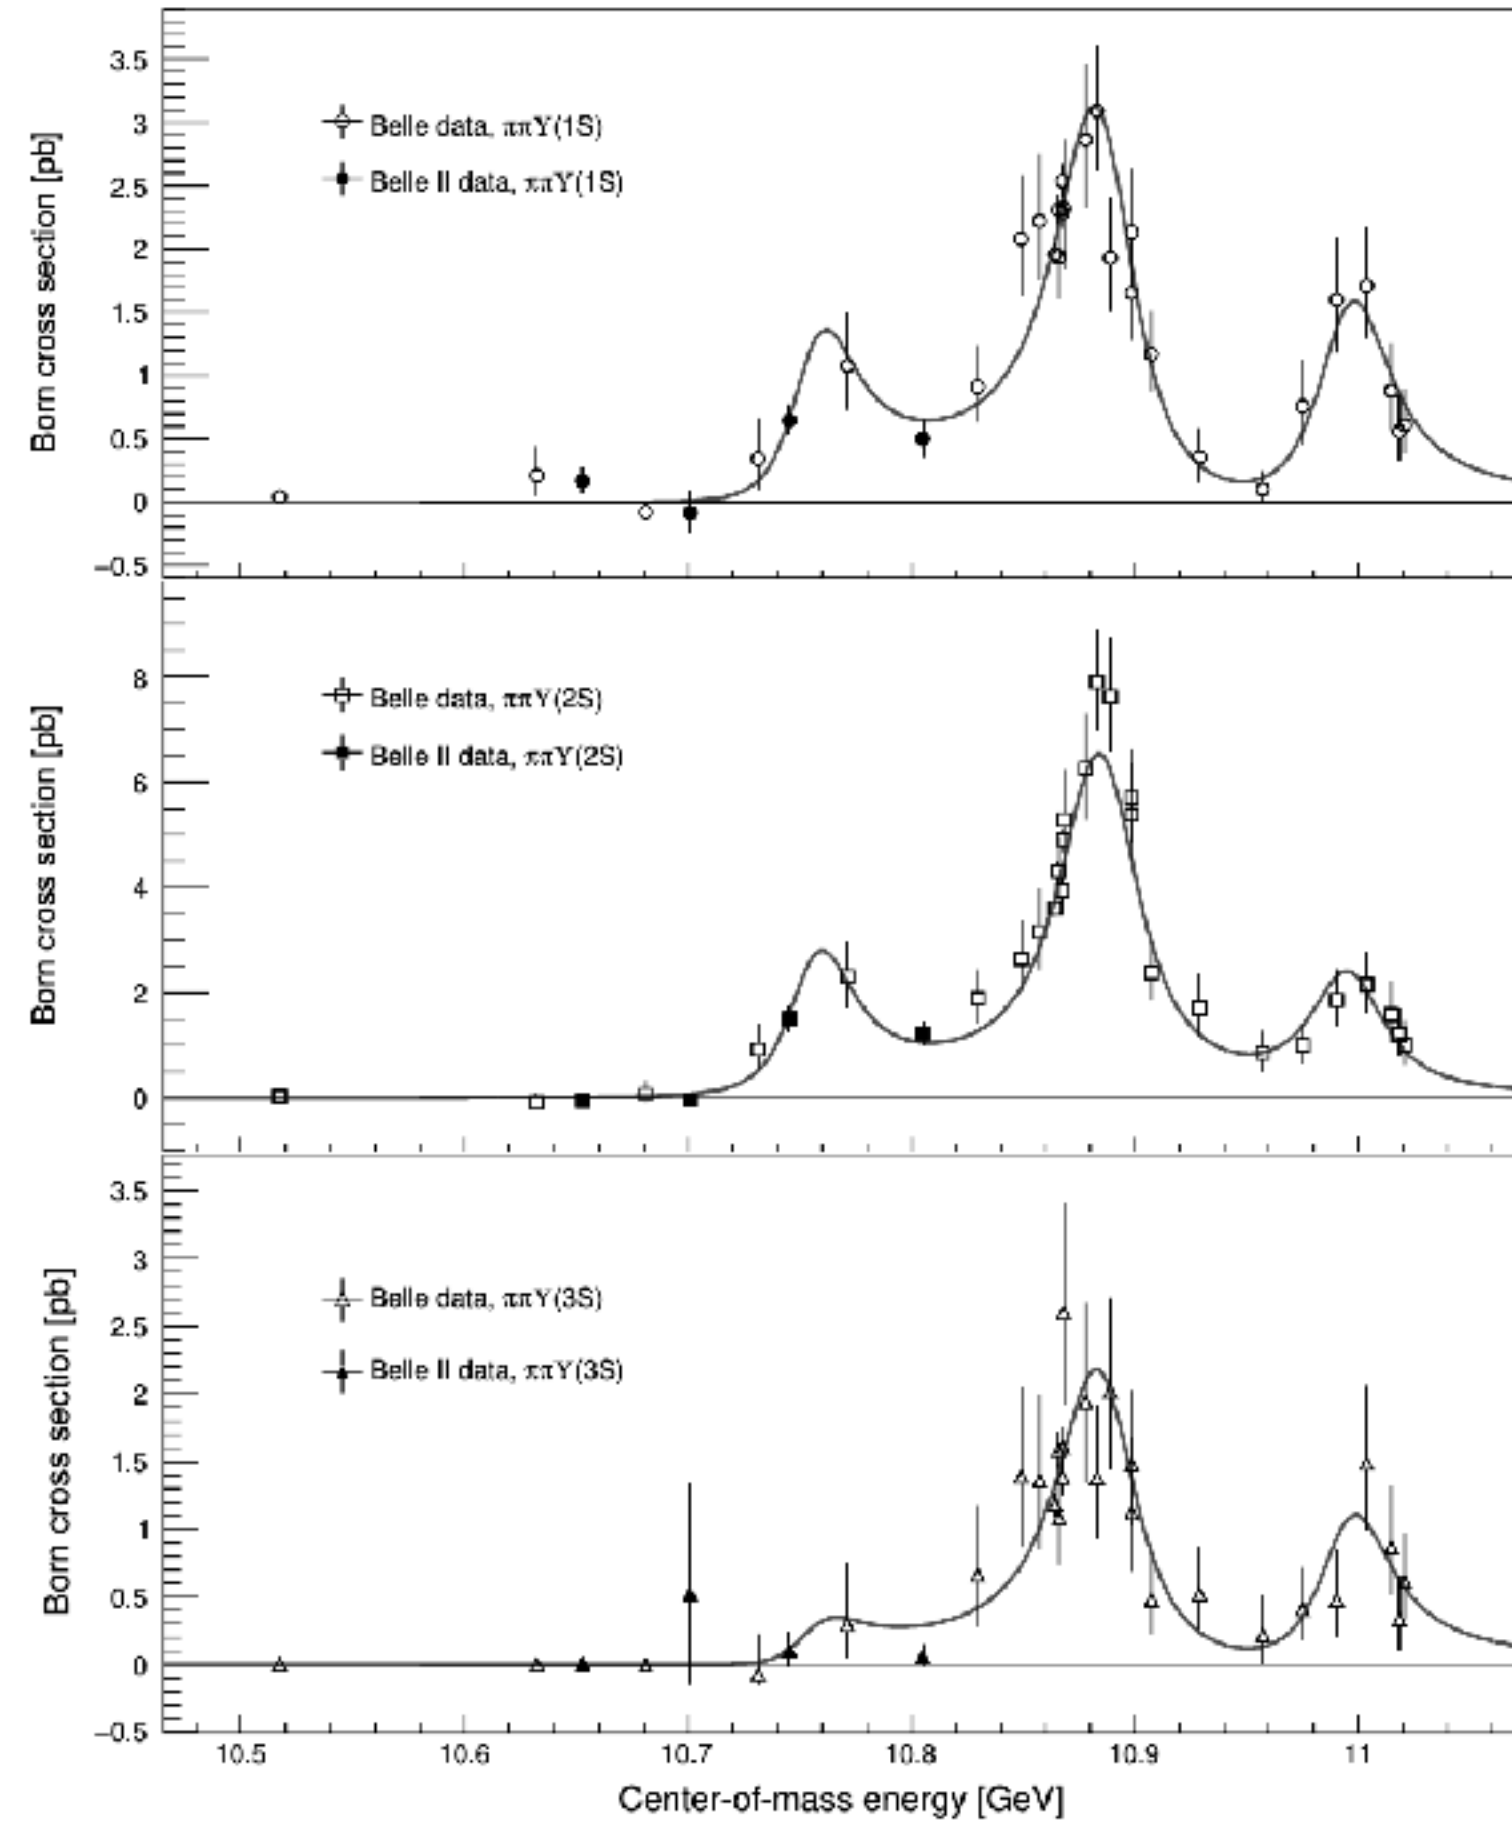 Born cross section [pb]
3.5
3
2.5
2
1.5
1
0.5
0
−0.5
Belle data, ππΥ(1S)
Belle II data, ππΥ(1S)
Born cross section [pb]
8
6
4
2
0
Belle data, ππΥ(2S)
Belle II data, ππΥ(2S)
Born cross section [pb]
3.5
3
2.5
2
1.5
1
0.5
0
−0.5
Belle data, ππΥ(3S)
Belle II data, ππΥ(3S)
10.5 10.6 10.7 10.8 10.9 11
Center-of-mass energy [GeV]